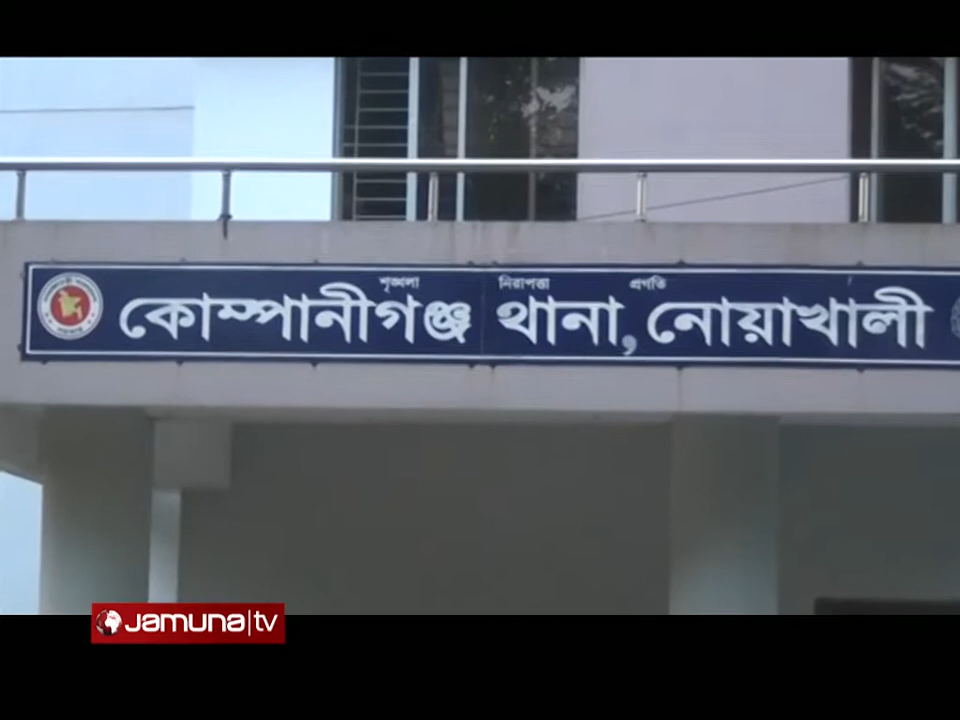 শৃঙ্খলা নিরাপত্তা প্রগতি
কোম্পানীগঞ্জ থানা, নোয়াখালী
JAMUNA|tv